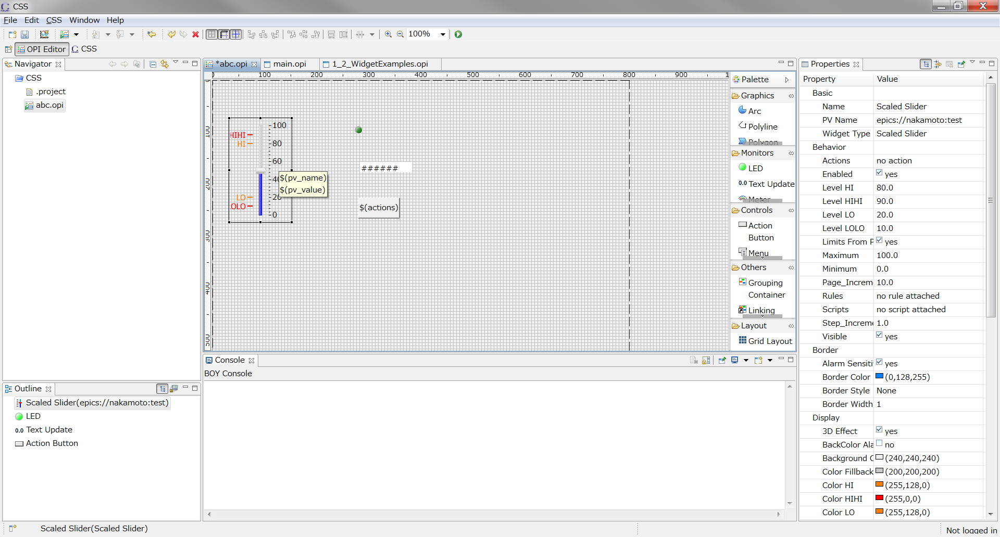 CSS
File Edit CSS Window Help
100%
OPI Editor CSS
Navigator
CSS
.project
abc.opi
*abc.opi main.opi 1_2_WidgetExamples.opi
0 100 200 300 400 500 600 700 800 900 1
0
100
200
300
400
500
HIHI
HI
LO
OLO
100
80
60
40
20
0
$(pv_name)
$(pv_value)
######
$(actions)
Palette
Graphics
Arc
Polyline
Polygon
Monitors
LED
0.0 Text Update
Meter
Controls
Action
Button
Menu
Others
Grouping
Container
Linking
Layout
Grid Layout
Console
BOY Console
Outline
Scaled Slider(epics://nakamoto:test)
LED
0.0 Text Update
Action Button
Properties
Property Value
Basic
Name Scaled Slider
PV Name epics://nakamoto:test
Widget Type Scaled Slider
Behavior
Actions no action
Enabled yes
Level HI 80.0
Level HIHI 90.0
Level LO 20.0
Level LOLO 10.0
Limits From P yes
Maximum 100.0
Minimum 0.0
Page_Increm 10.0
Rules no rule attached
Scripts no script attached
Step_Increme 1.0
Visible yes
Border
Alarm Sensiti yes
Border Color (0,128,255)
Border Style None
Border Width 1
Display
3D Effect yes
BackColor Ala no
Background C (240,240,240)
Color Fillback (200,200,200)
Color HI (255,128,0)
Color HIHI (255,0,0)
Color LO (255,128,0)
Scaled Slider(Scaled Slider)
Not logged in